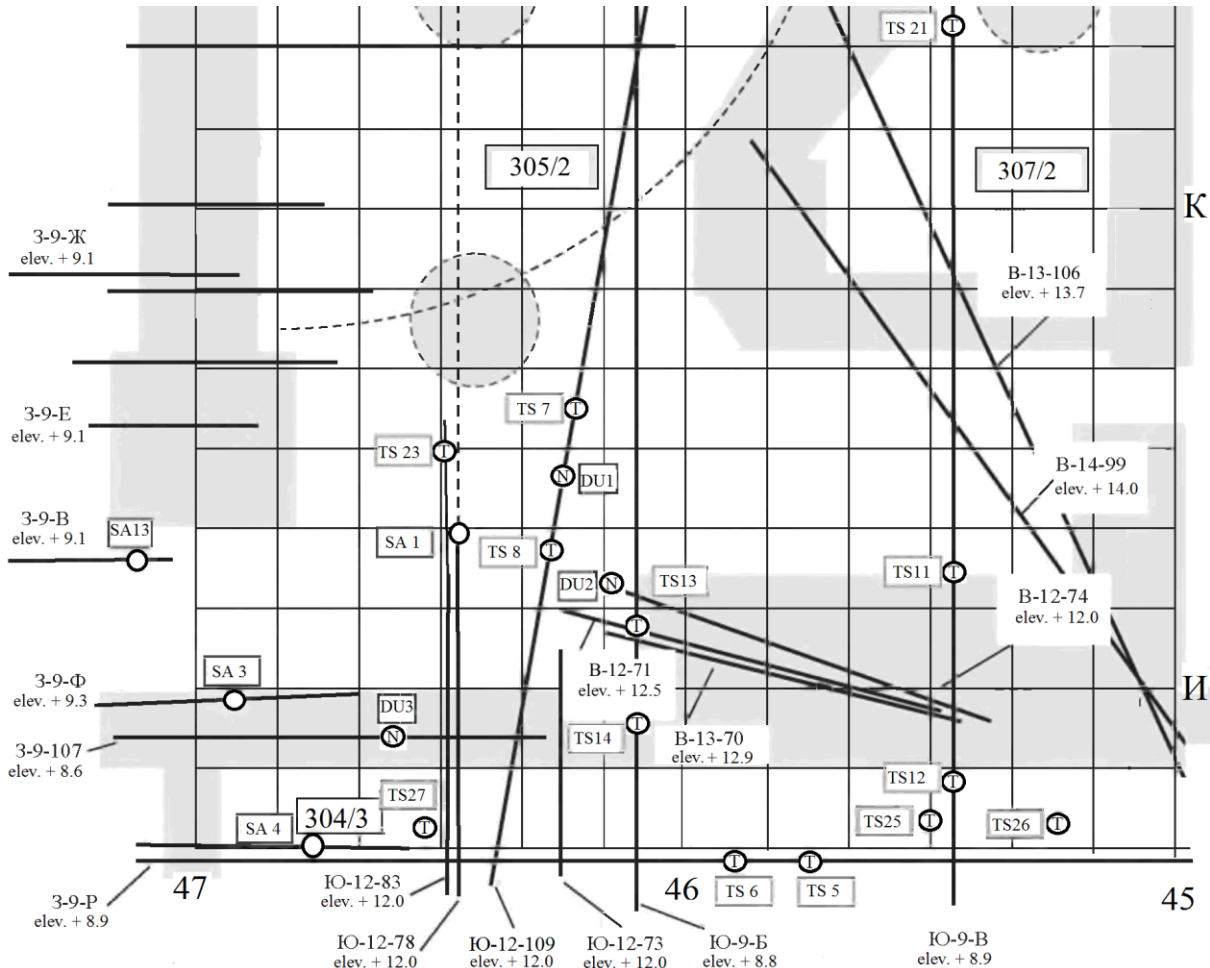 TS 21
305/2
307/2
К
З-9-Ж
elev. + 9.1
В-13-106
elev. + 13.7
З-9-Е
elev. + 9.1
TS 7
T
TS 23
T
N
DU1
В-14-99
elev. + 14.0
З-9-В
elev. + 9.1
SA13
SA 1
TS 8
T
DU2
N
TS13
T
TS11
T
В-12-74
elev. + 12.0
SA 3
З-9-Ф
elev. + 9.3
В-12-71
elev. + 12.5
И
DU3
N
TS14
T
В-13-70
elev. + 12.9
З-9-107
elev. + 8.6
TS12
T
TS27
T
TS25
T
TS26
T
SA 4
304/3
З-9-Р
elev. + 8.9
47
Ю-12-83
elev. + 12.0
46
T
T
TS 6
TS 5
45
Ю-12-78
elev. + 12.0
Ю-12-109
elev. + 12.0
Ю-12-73
elev. + 12.0
Ю-9-Б
elev. + 8.8
Ю-9-В
elev. + 8.9
T